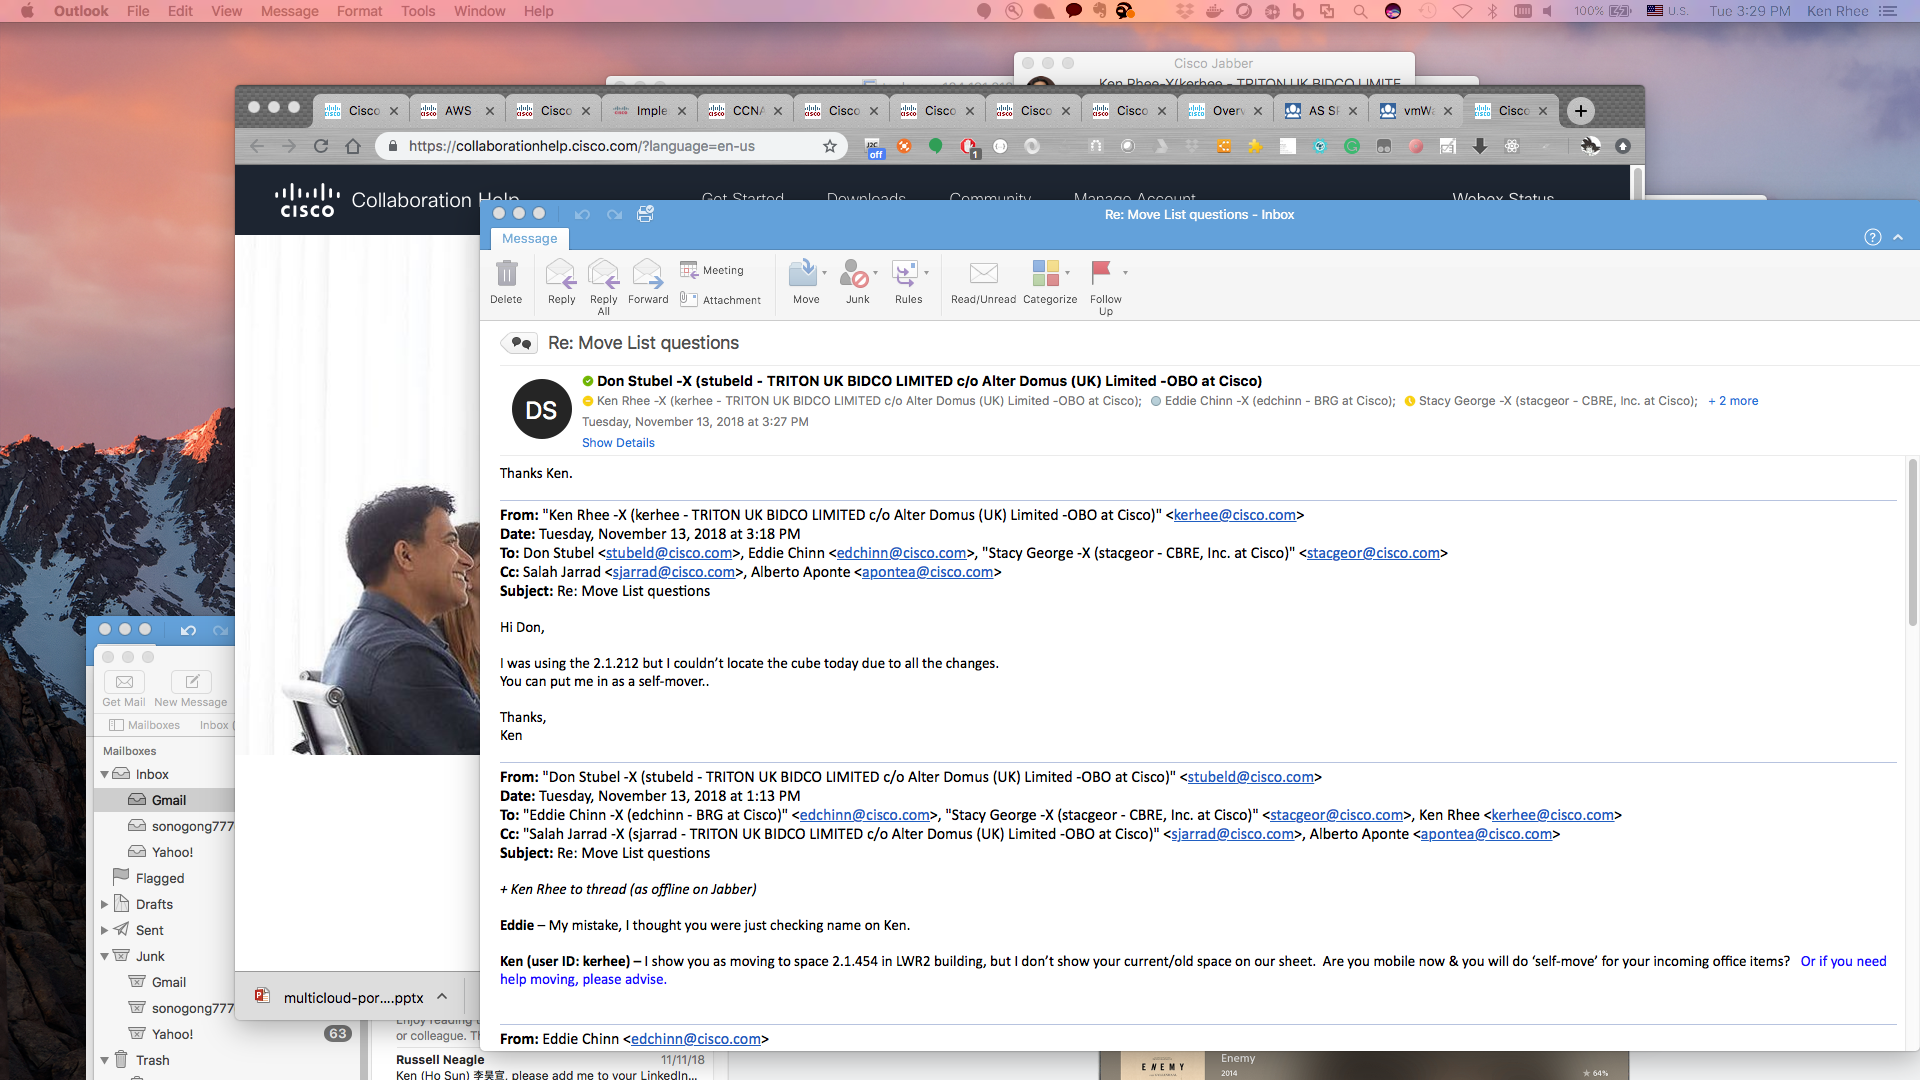 Outlook File Edit View Message Format Tools Window Help
100% U.S. Tue 3:29 PM Ken Rhee
Cisco Jabber
Ken Rhee-X(kerhee - TRITON UK BIDCO LIMITE
Cisco AWS Cisco Imple CCNA Cisco Cisco Cisco Cisco Overv AS SF vmWa Cisco
https://collaborationhelp.cisco.com/?language=en-us
off
1
cisco Collaboration Help Get Started Downloads Community Manage Account Webex Status
Re: Move List questions - Inbox
Message
Delete Reply Reply All Forward Meeting Attachment Move Junk Rules Read/Unread Categorize Follow Up
Re: Move List questions
DS
Don Stubel -X (stubeld - TRITON UK BIDCO LIMITED c/o Alter Domus (UK) Limited -OBO at Cisco)
Ken Rhee -X (kerhee - TRITON UK BIDCO LIMITED c/o Alter Domus (UK) Limited -OBO at Cisco); Eddie Chinn -X (edchinn - BRG at Cisco); Stacy George -X (stacgeor - CBRE, Inc. at Cisco); + 2 more
Tuesday, November 13, 2018 at 3:27 PM
Show Details
Thanks Ken.
From: "Ken Rhee -X (kerhee - TRITON UK BIDCO LIMITED c/o Alter Domus (UK) Limited -OBO at Cisco)" <kerhee@cisco.com>
Date: Tuesday, November 13, 2018 at 3:18 PM
To: Don Stubel <stubeld@cisco.com>, Eddie Chinn <edchinn@cisco.com>, "Stacy George -X (stacgeor - CBRE, Inc. at Cisco)" <stacgeor@cisco.com>
Cc: Salah Jarrad <sjarrad@cisco.com>, Alberto Aponte <apontea@cisco.com>
Subject: Re: Move List questions
Hi Don,
I was using the 2.1.212 but I couldn't locate the cube today due to all the changes.
You can put me in as a self-mover..
Thanks,
Ken
From: "Don Stubel -X (stubeld - TRITON UK BIDCO LIMITED c/o Alter Domus (UK) Limited -OBO at Cisco)" <stubeld@cisco.com>
Date: Tuesday, November 13, 2018 at 1:13 PM
To: "Eddie Chinn -X (edchinn - BRG at Cisco)" <edchinn@cisco.com>, "Stacy George -X (stacgeor - CBRE, Inc. at Cisco)" <stacgeor@cisco.com>, Ken Rhee <kerhee@cisco.com>
Cc: "Salah Jarrad -X (sjarrad - TRITON UK BIDCO LIMITED c/o Alter Domus (UK) Limited -OBO at Cisco)" <sjarrad@cisco.com>, Alberto Aponte <apontea@cisco.com>
Subject: Re: Move List questions
+ Ken Rhee to thread (as offline on Jabber)
Eddie – My mistake, I thought you were just checking name on Ken.
Ken (user ID: kerhee) – I show you as moving to space 2.1.454 in LWR2 building, but I don't show your current/old space on our sheet. Are you mobile now & you will do 'self-move' for your incoming office items? Or if you need
help moving, please advise.
From: Eddie Chinn <edchinn@cisco.com>
Get Mail New Message
Mailboxes Inbox (
Mailboxes
Inbox
Gmail
sonogong777
Yahoo!
Flagged
Drafts
Sent
Junk
Gmail
sonogong777
Yahoo! 63
Trash
multicloud-por....pptx
Enjoy reading t
or colleague. Th
Russell Neagle 11/11/18
Ken (Ho Sun) 李昊宣, please add me to your LinkedIn...
ENEMY
Enemy
2014
64%